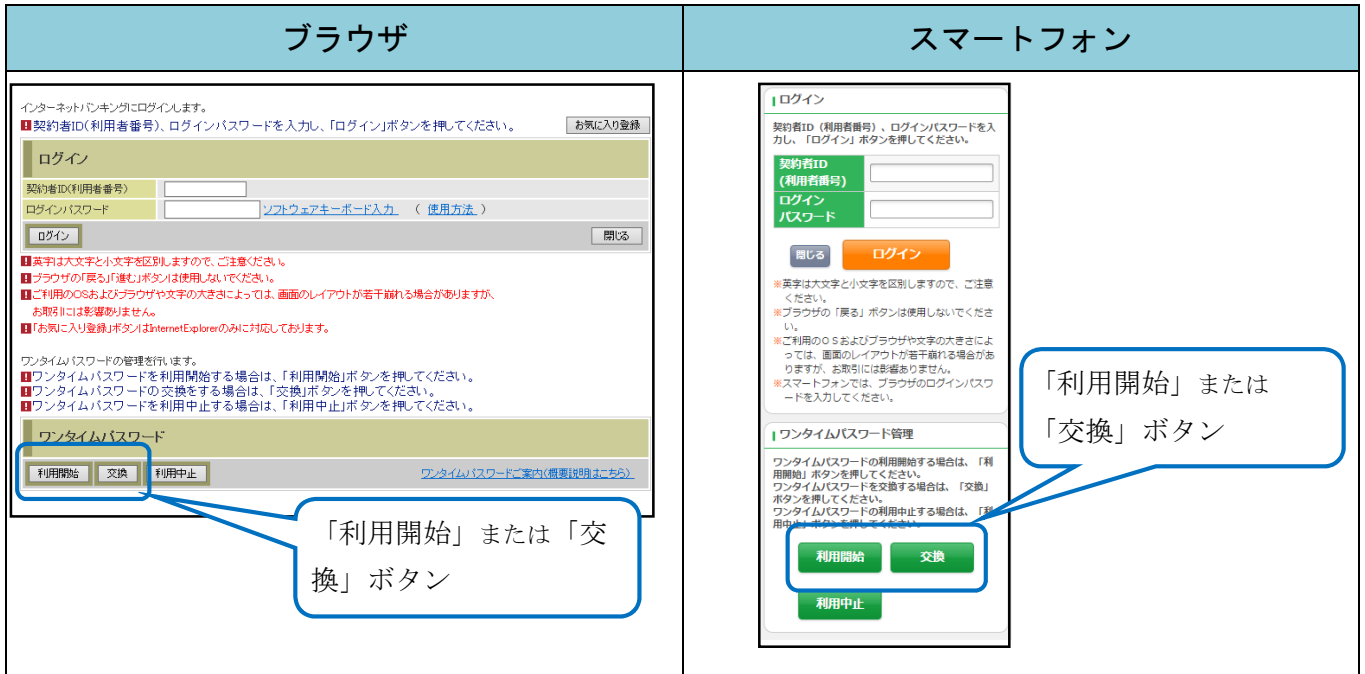 ブラウザ
スマートフォン
インターネットバンキングにログインします。
契約者ID(利用者番号)、ログインパスワードを入力し、「ログイン」ボタンを押してください。
お気に入り登録
ログイン
契約者ID(利用者番号)
ログインパスワード
ソフトウェアキーボード入力 ( 使用方法 )
ログイン
閉じる
英字は大文字と小文字を区別しますので、ご注意ください。
ブラウザの「戻る」「進む」ボタンは使用しないでください。
ご利用のOSおよびブラウザや文字の大きさによっては、画面のレイアウトが若干崩れる場合がありますが、
お取引には影響ありません。
「お気に入り登録」ボタンはInternetExplorerのみに対応しております。
ワンタイムパスワードの管理を行います。
ワンタイムパスワードを利用開始する場合は、「利用開始」ボタンを押してください。
ワンタイムパスワードの交換をする場合は、「交換」ボタンを押してください。
ワンタイムパスワードを利用中止する場合は、「利用中止」ボタンを押してください。
ワンタイムパスワード
利用開始 交換 利用中止
ワンタイムパスワードご案内(概要説明はこちら)
「利用開始」または「交
換」ボタン
ログイン
契約者ID（利用者番号）、ログインパスワードを入
力し、「ログイン」ボタンを押してください。
契約者ID
(利用者番号)
ログイン
パスワード
閉じる ログイン
※英字は大文字と小文字を区別しますので、ご注意
ください。
※ブラウザの「戻る」ボタンは使用しないでくださ
い。
※ご利用のＯＳおよびブラウザや文字の大きさによ
っては、画面のレイアウトが若干崩れる場合があ
りますが、お取引には影響ありません。
※スマートフォンでは、ブラウザのログインパスワ
ードを入力してください。
ワンタイムパスワード管理
ワンタイムパスワードの利用開始する場合は、「利
用開始」ボタンを押してください。
ワンタイムパスワードを交換する場合は、「交換」
ボタンを押してください。
ワンタイムパスワードの利用中止する場合は、「利
用中止」ボタンを押してください。
利用開始 交換
利用中止
「利用開始」または
「交換」ボタン